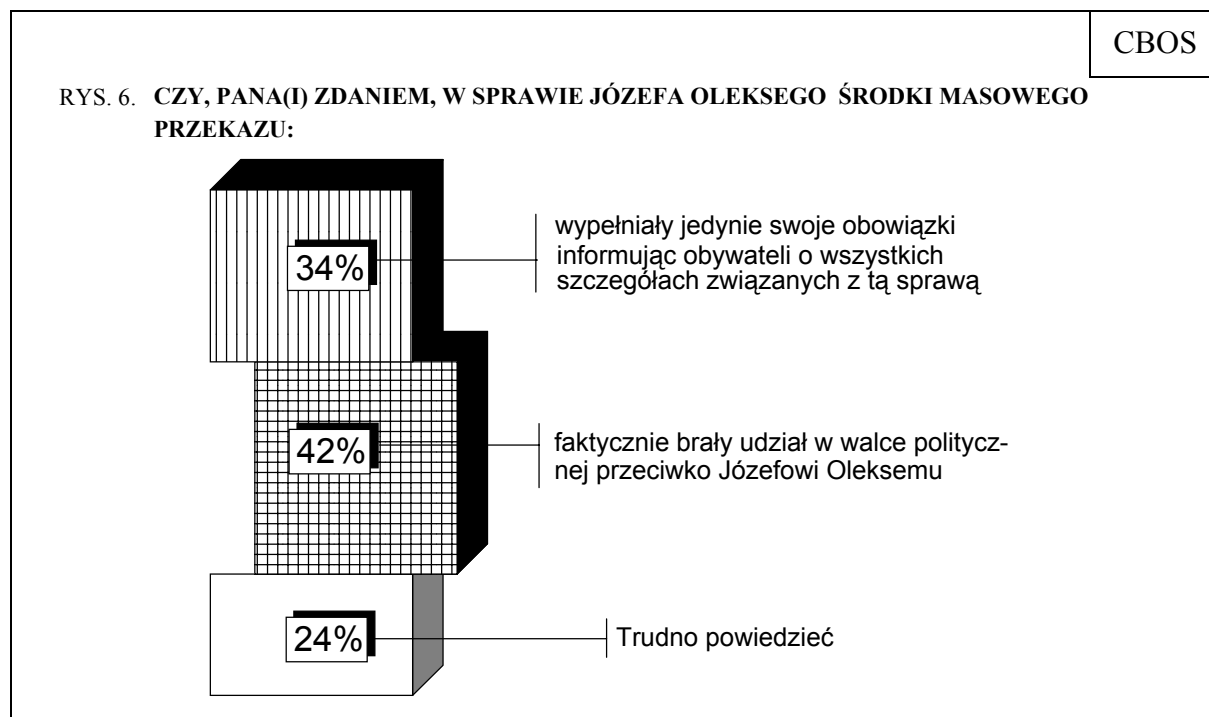 CBOS
RYS. 6. CZY, PANA(I) ZDANIEM, W SPRAWIE JÓZEFA OLEKSEGO ŚRODKI MASOWEGO
PRZEKAZU:
34%
wypełniały jedynie swoje obowiązki
informując obywateli o wszystkich
szczegółach związanych z tą sprawą
42%
faktycznie brały udział w walce politycz-
nej przeciwko Józefowi Oleksemu
24%
Trudno powiedzieć